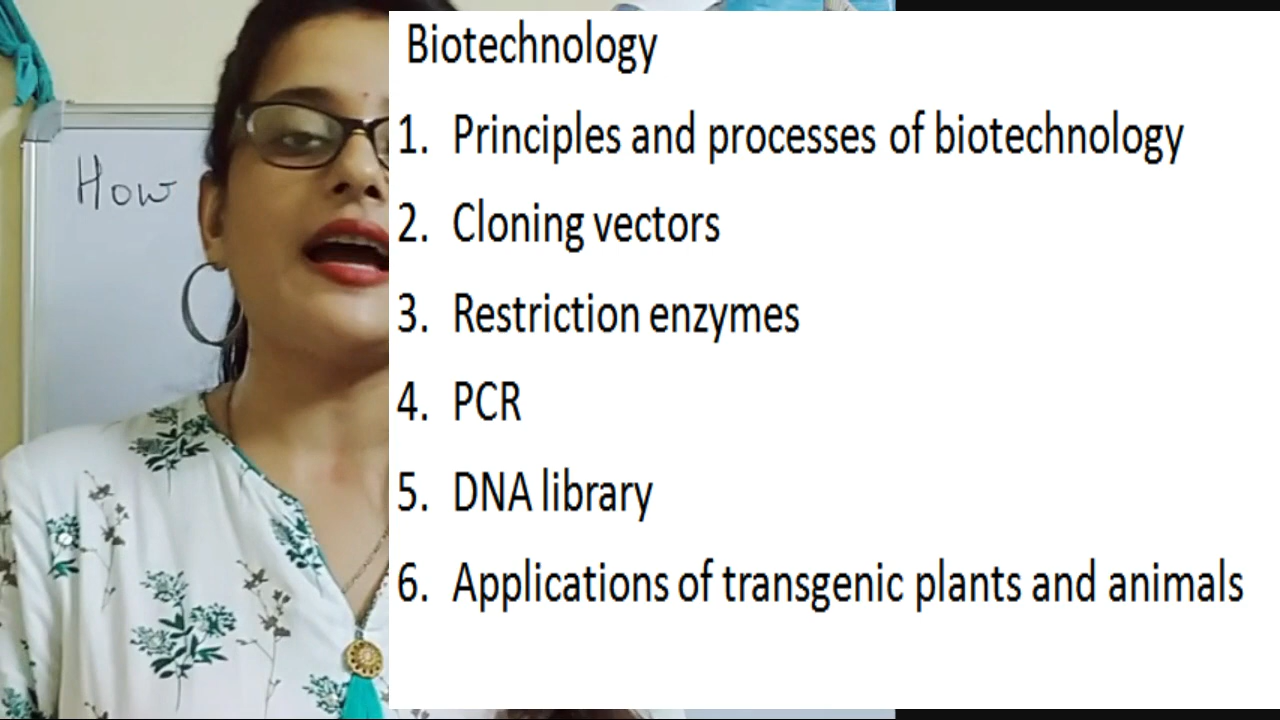 Biotechnology
1. Principles and processes of biotechnology
2. Cloning vectors
3. Restriction enzymes
4. PCR
5. DNA library
6. Applications of transgenic plants and animals
How